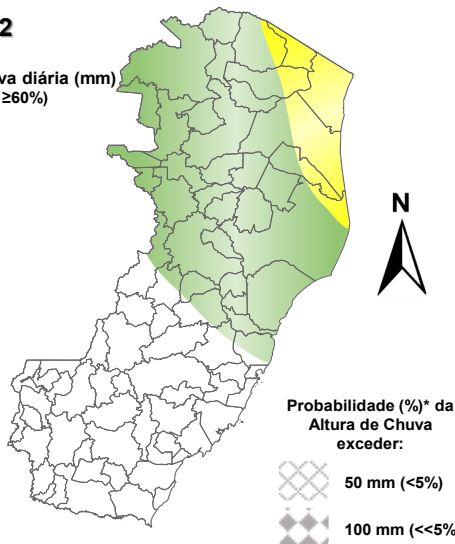 2
va diária (mm)
≥60%)
N
Probabilidade (%)* da
Altura de Chuva
exceder:
50 mm (<5%)
100 mm (<<5%